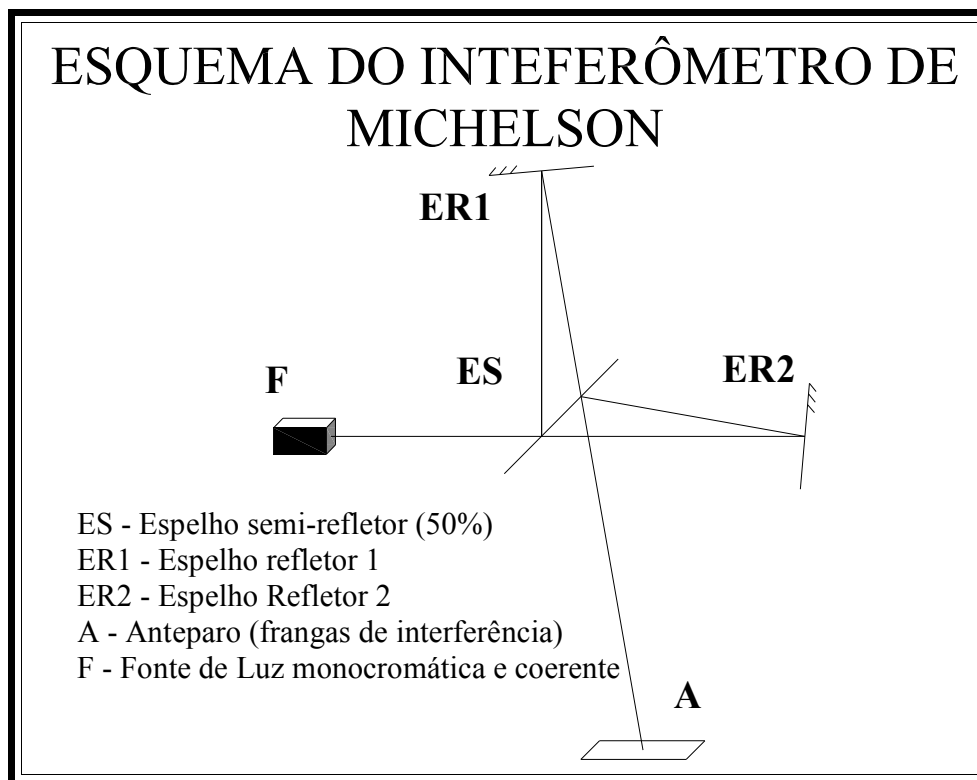 ESQUEMA DO INTEFERÔMETRO DE
MICHELSON
ER1
ES
ER2
F
ES - Espelho semi-refletor (50%)
ER1 - Espelho refletor 1
ER2 - Espelho Refletor 2
A - Anteparo (frangas de interferência)
F - Fonte de Luz monocromática e coerente
A